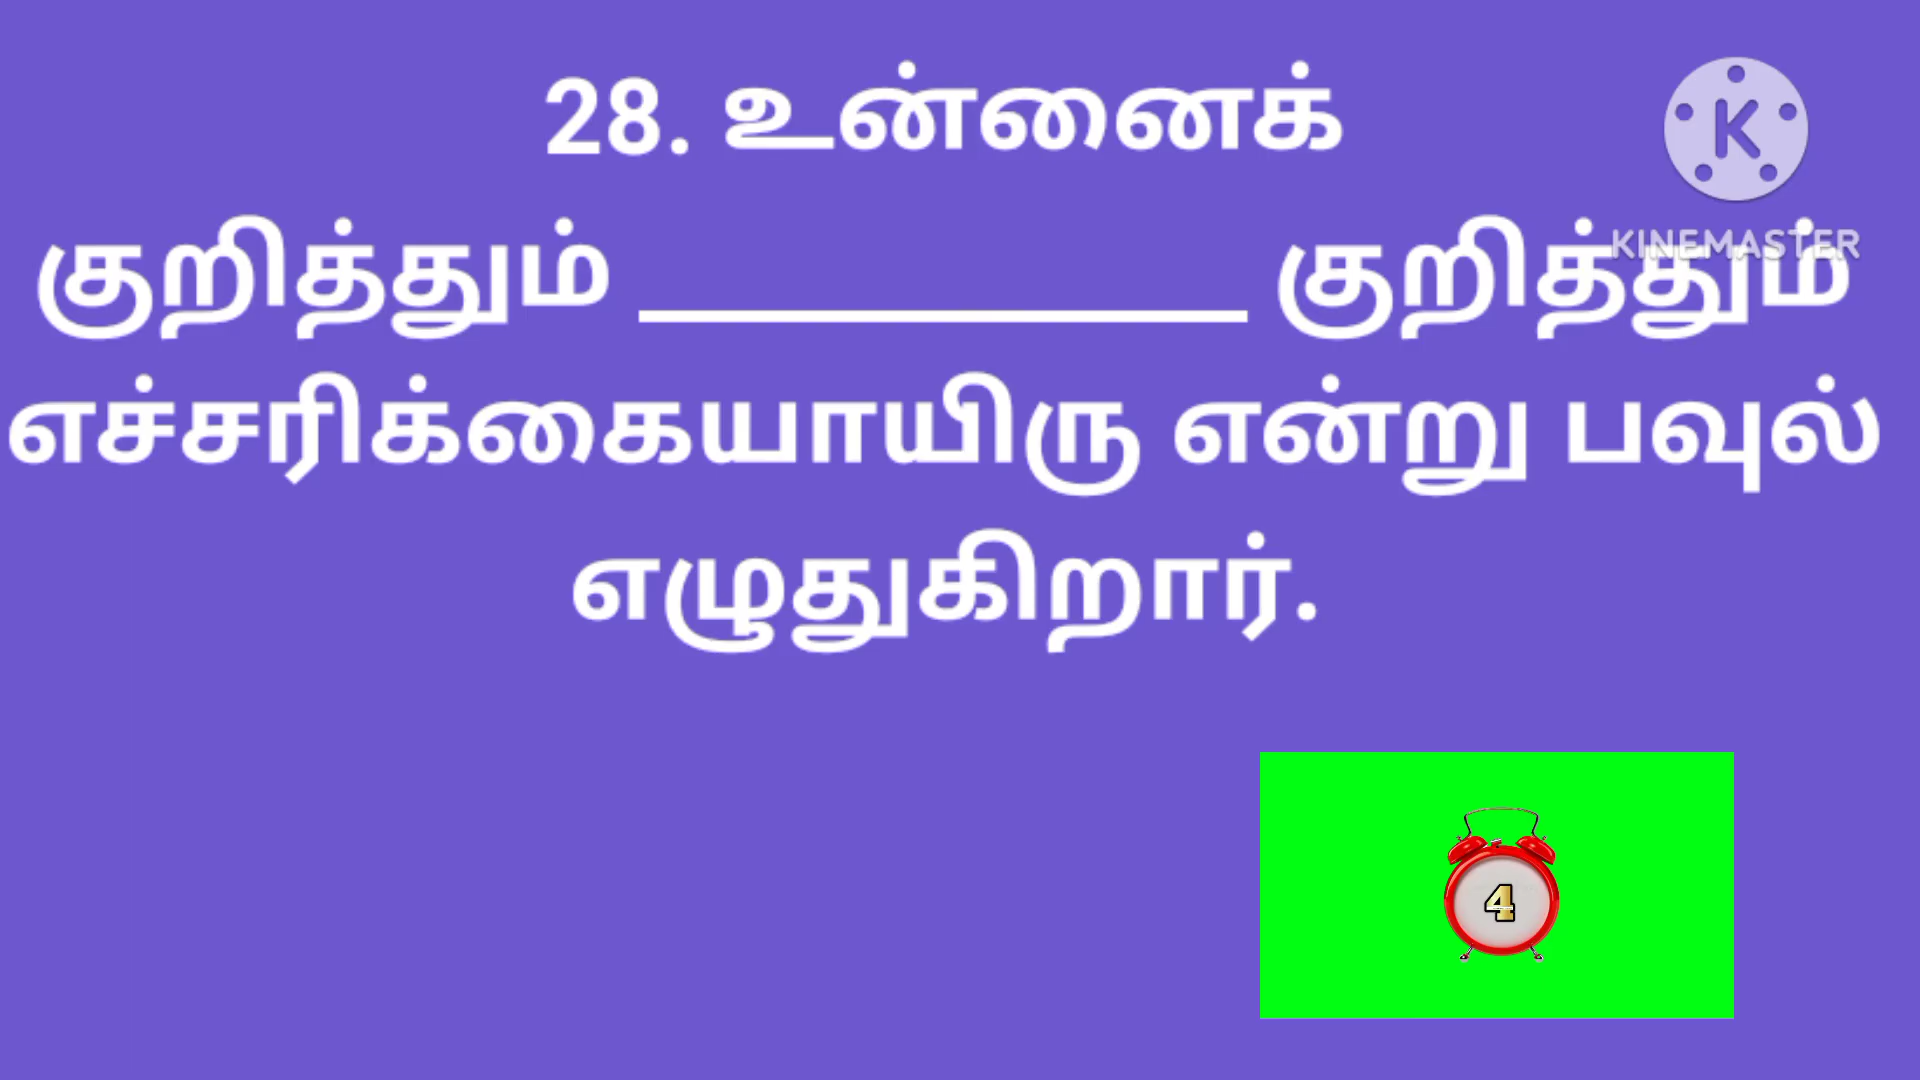 28. உன்னைக்
குறித்தும் ____________ குறித்தும்
எச்சரிக்கையாயிரு என்று பவுல்
எழுதுகிறார்.
K
KINEMASTER
4